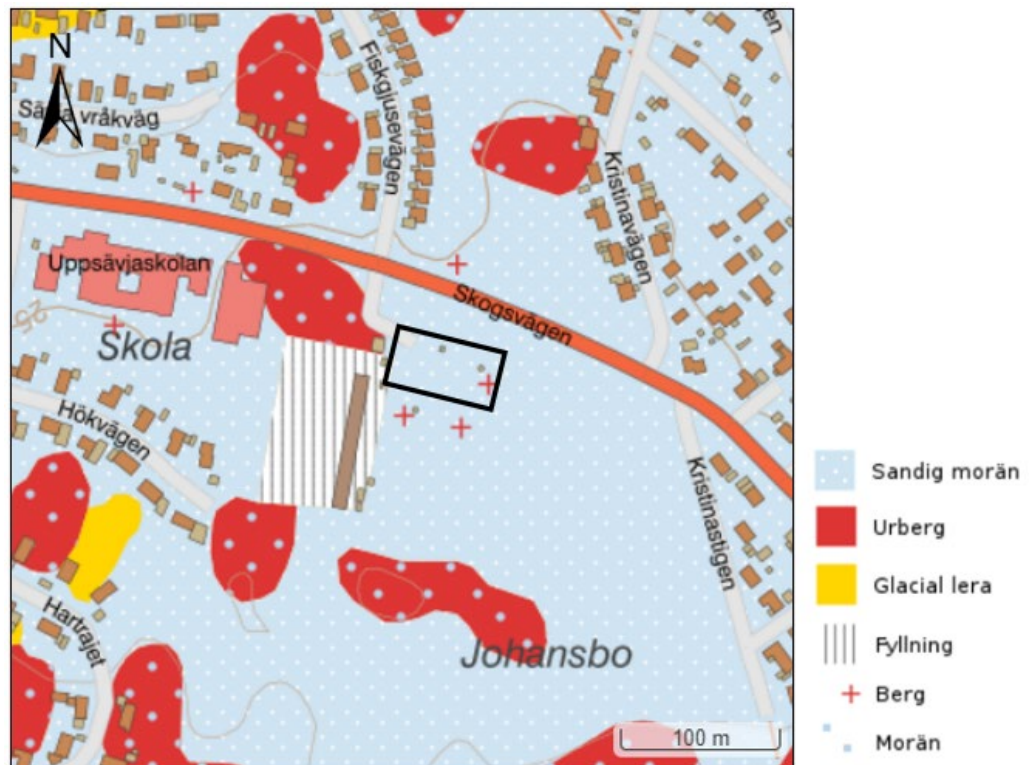 N
Säv vråkväg
Fiskgjusevägen
Kristinavägen
Uppsävjaskolan
Skogsvägen
Skola
Hökvägen
Kristinastigen
Hartrajet
Johansbo
100 m
Sandig morän
Urberg
Glacial lera
Fyllning
Berg
Morän